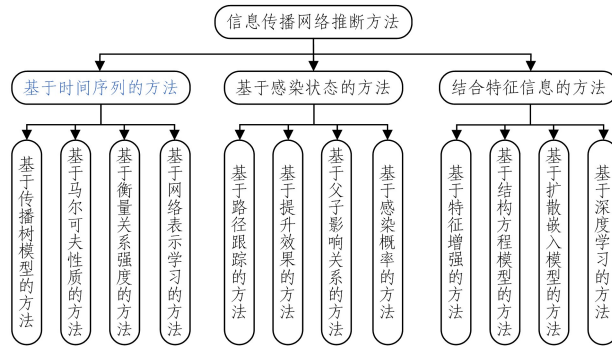 信息传播网络推断方法
基于时间序列的方法
基于感染状态的方法
结合特征信息的方法
基于传播树模型的方法
基于马尔可夫性质的方法
基于衡量关系强度的方法
基于网络表示学习的方法
基于路径跟踪的方法
基于提升效果的方法
基于父子影响关系的方法
基于感染概率的方法
基于特征增强的方法
基于结构方程模型的方法
基于扩散嵌入模型的方法
基于深度学习的方法